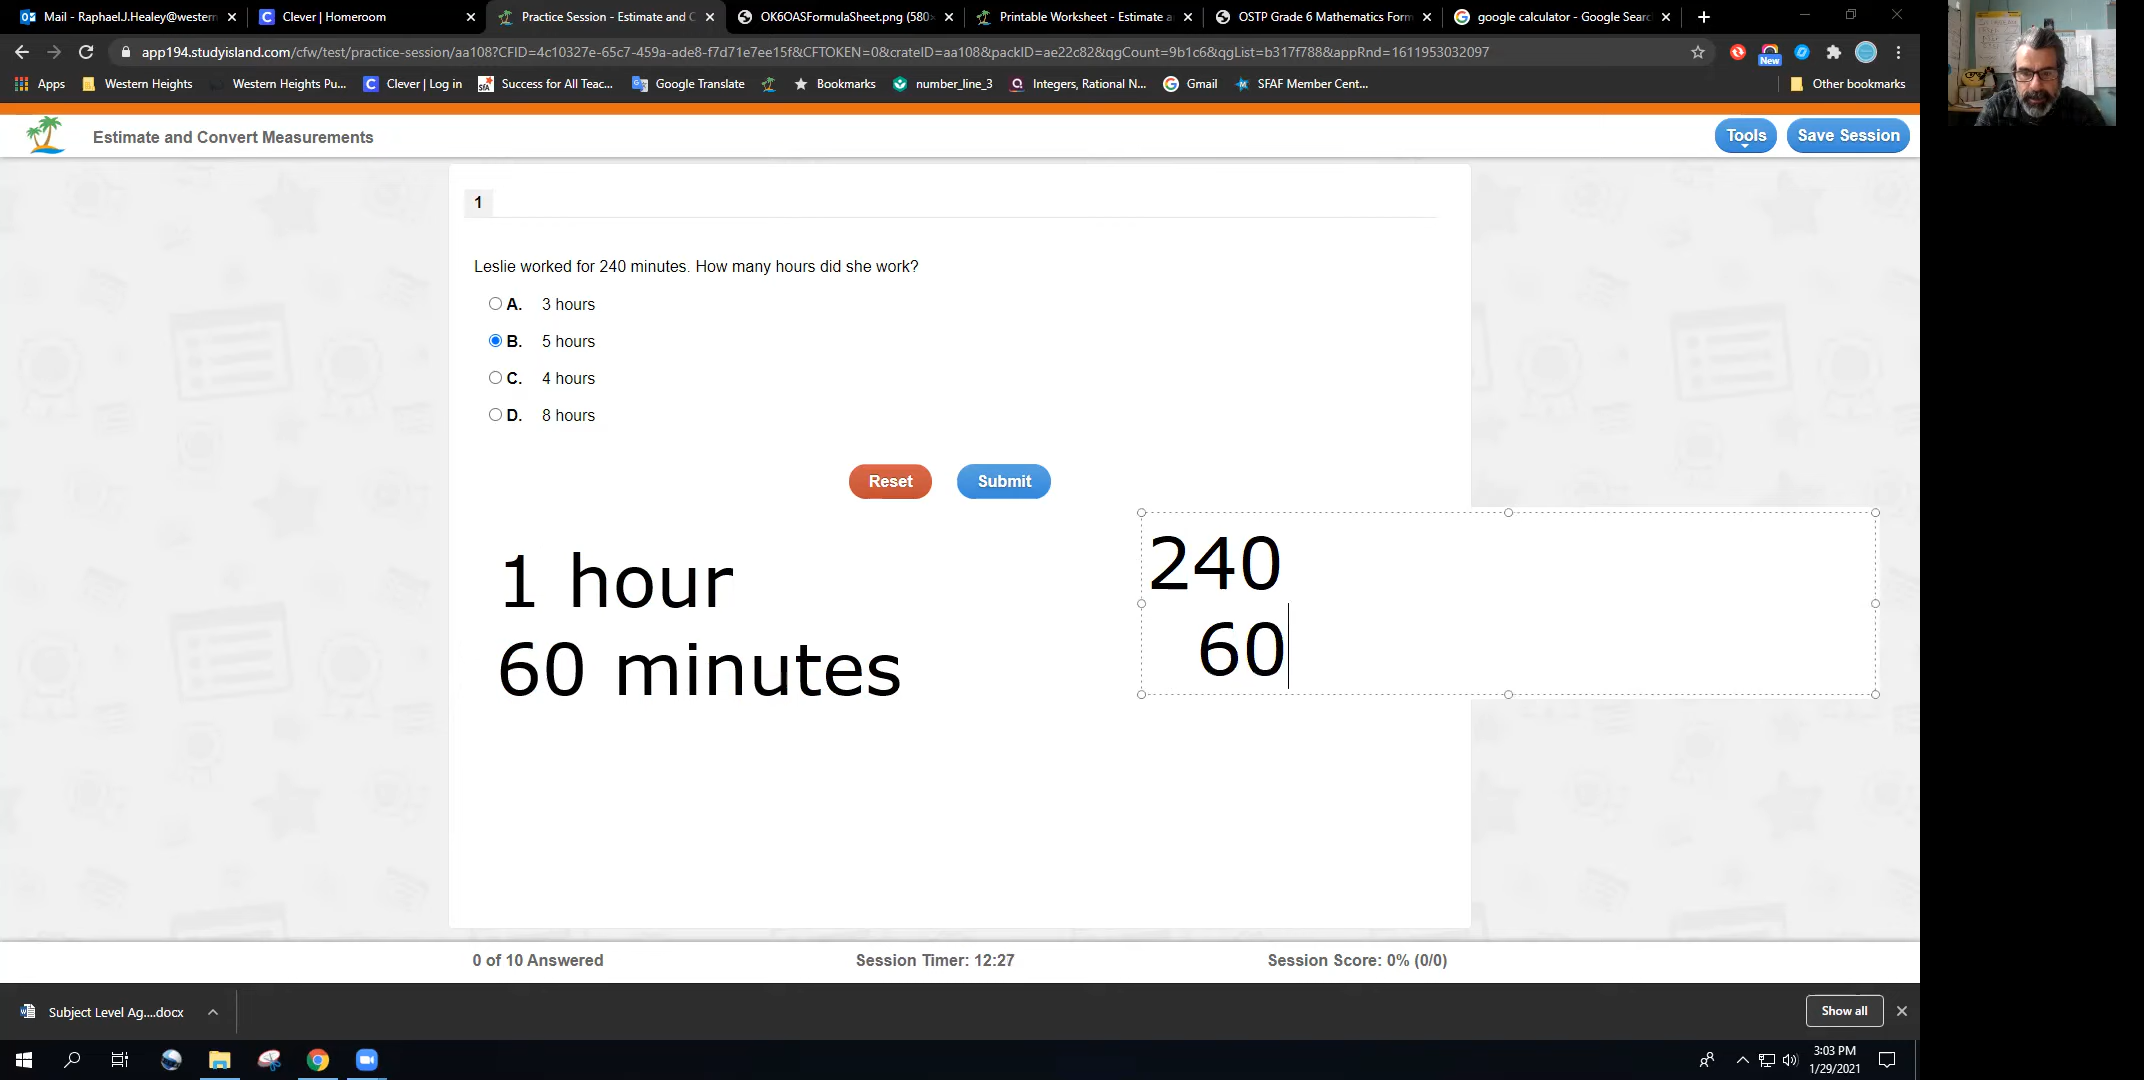 Mail - Raphael.J.Healey@western
Clever | Homeroom
Practice Session - Estimate and C
OK6OASFormulaSheet.png (580×
Printable Worksheet - Estimate a
OSTP Grade 6 Mathematics Form
google calculator - Google Searc
app194.studyisland.com/cfw/test/practice-session/aa108?CFID=4c10327e-65c7-459a-ade8-f7d71e7ee15f&CFTOKEN=0&crateID=aa108&packID=ae22c82&qgCount=9b1c6&qgList=b317f788&appRnd=1611953032097
New
Apps
Western Heights
Western Heights Pu...
Clever | Log in
Success for All Teac...
Google Translate
Bookmarks
number_line_3
Integers, Rational N...
Gmail
SFAF Member Cent...
Other bookmarks
Estimate and Convert Measurements
Tools
Save Session
1
Leslie worked for 240 minutes. How many hours did she work?
A. 3 hours
B. 5 hours
C. 4 hours
D. 8 hours
Reset
Submit
1 hour
60 minutes
240
60
0 of 10 Answered
Session Timer: 12:27
Session Score: 0% (0/0)
Subject Level Ag....docx
Show all
3:03 PM
1/29/2021